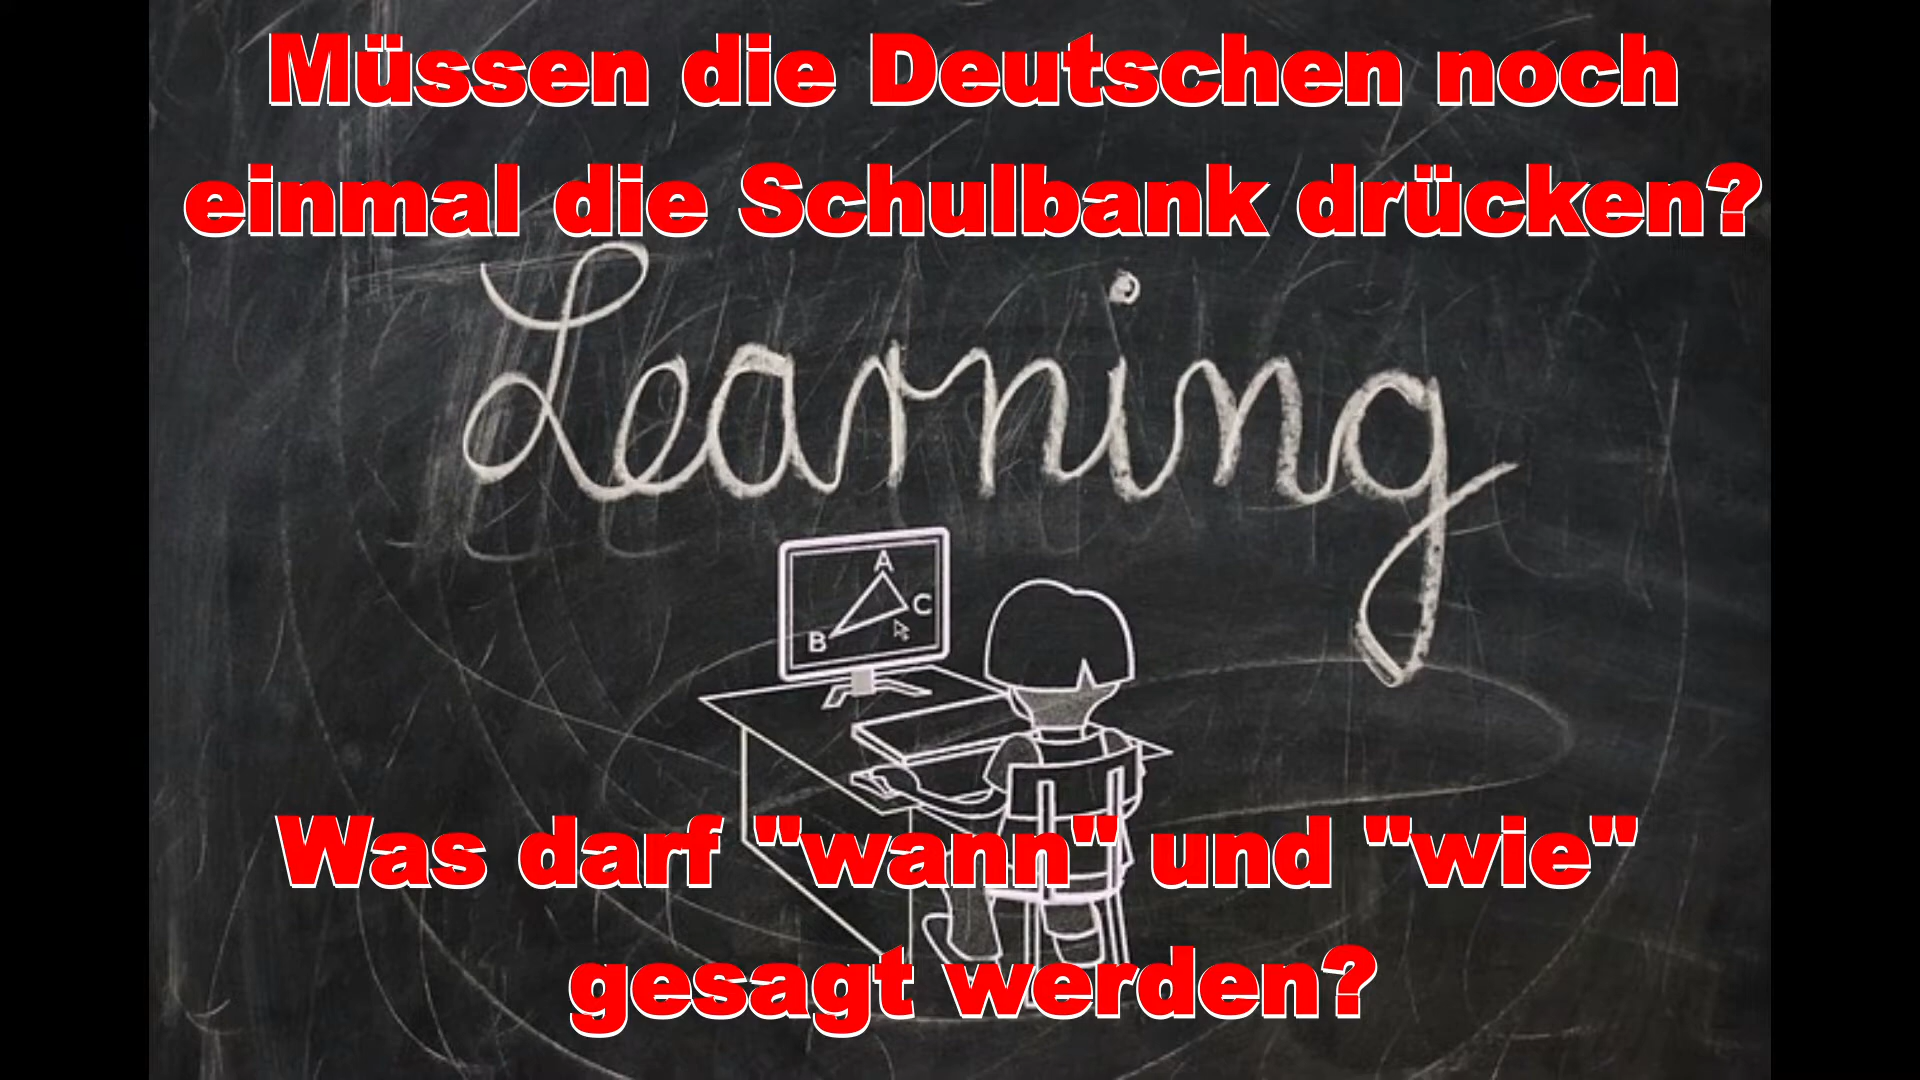 Müssen die Deutschen noch
einmal die Schulbank drücken?
Learning
A
C
B
Was darf "wann" und "wie"
gesagt werden?